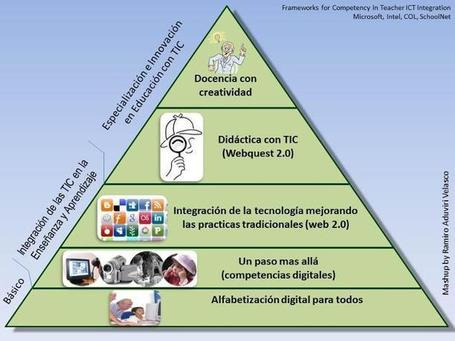 Frameworks for Competency in Teacher ICT Integration
Microsoft, Intel, COL, SchoolNet
Especialización e Innovación
en Educación con TIC
Docencia con
creatividad
Didáctica con TIC
(Webquest 2.0)
Integración de las TIC en la
Enseñanza y Aprendizaje
Integración de la tecnología mejorando
las practicas tradicionales (web 2.0)
Un paso mas allá
(competencias digitales)
Básico
Alfabetización digital para todos
Mashup by Ramiro Aduviri Velasco